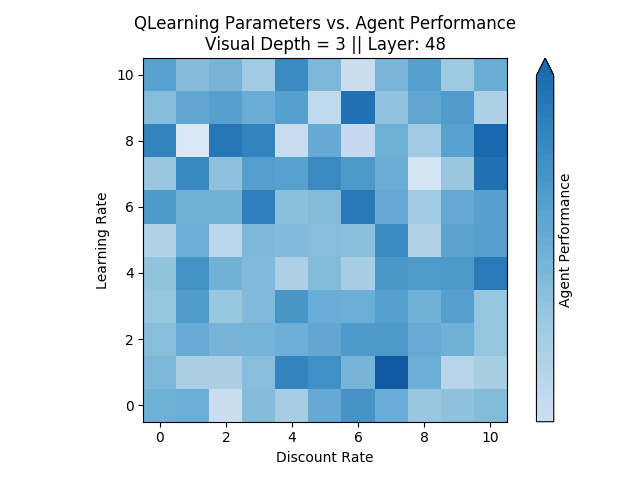 QLearning Parameters vs. Agent Performance
Visual Depth = 3 || Layer: 48
10
8
6
4
2
0
Learning Rate
0 2 4 6 8 10
Discount Rate
Agent Performance